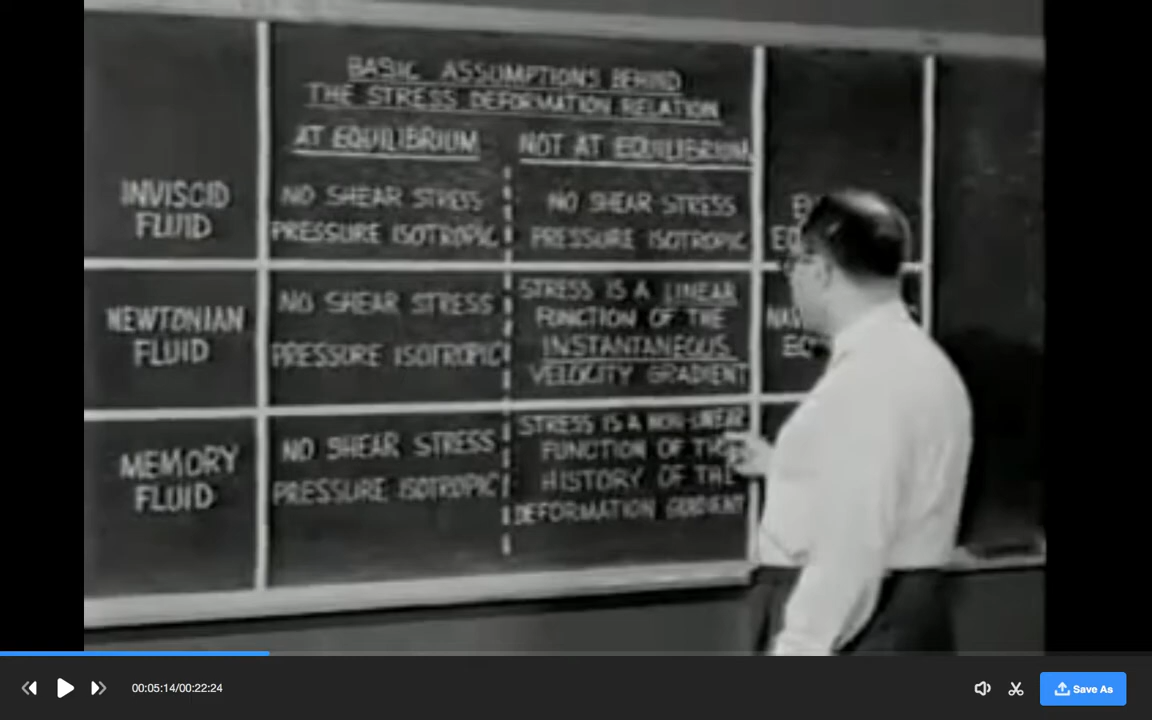 BASIC ASSUMPTIONS BEHIND
THE STRESS DEFORMATION RELATION
AT EQUILIBRIUM
NOT AT EQUILIBRIUM
INVISCID
FLUID
NO SHEAR STRESS
PRESSURE ISOTROPIC
NO SHEAR STRESS
PRESSURE ISOTROPIC
NEWTONIAN
FLUID
NO SHEAR STRESS
PRESSURE ISOTROPIC
STRESS IS A LINEAR
FUNCTION OF THE
INSTANTANEOUS
VELOCITY GRADIENT
MEMORY
FLUID
NO SHEAR STRESS
PRESSURE ISOTROPIC
STRESS IS A NON-LINEAR
FUNCTION OF THE
HISTORY OF THE
DEFORMATION GRADIENT
00:05:14/00:22:24
Save As